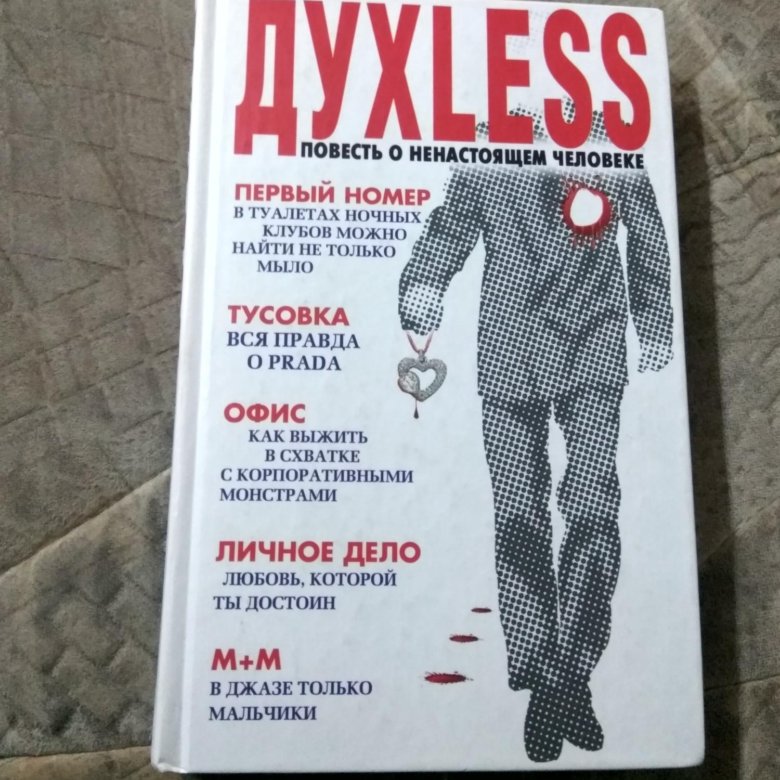 ДУХLESS
ПОВЕСТЬ О НЕНАСТОЯЩЕМ ЧЕЛОВЕКЕ
ПЕРВЫЙ НОМЕР
В ТУАЛЕТАХ НОЧНЫХ
КЛУБОВ МОЖНО
НАЙТИ НЕ ТОЛЬКО
МЫЛО
ТУСОВКА
ВСЯ ПРАВДА
О PRADA
ОФИС
КАК ВЫЖИТЬ
В СХВАТКЕ
С КОРПОРАТИВНЫМИ
МОНСТРАМИ
ЛИЧНОЕ ДЕЛО
ЛЮБОВЬ, КОТОРОЙ
ТЫ ДОСТОИН
М+М
В ДЖАЗЕ ТОЛЬКО
МАЛЬЧИКИ